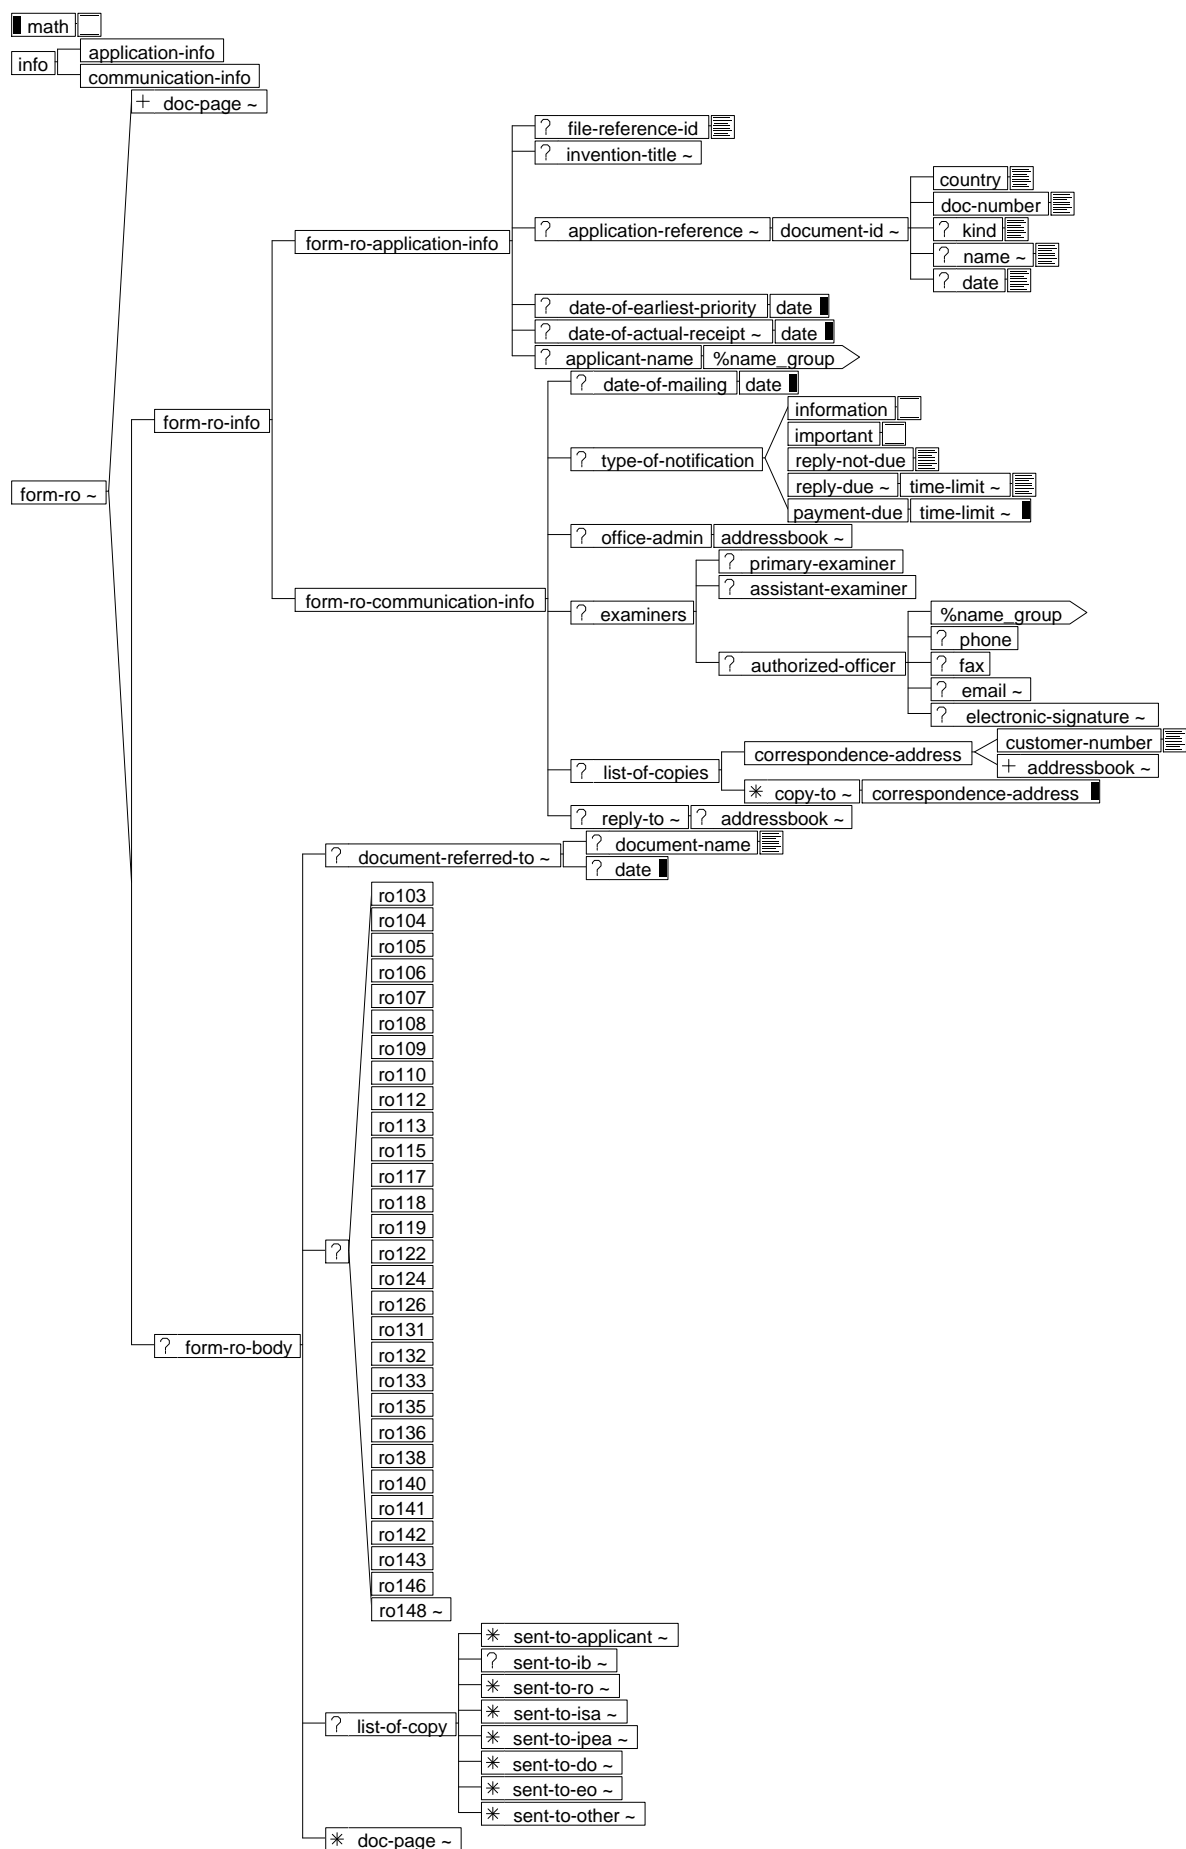 math
info
application-info
communication-info
+ doc-page ~
? file-reference-id
? invention-title ~
country
doc-number
? application-reference ~ document-id ~ ? kind
form-ro-application-info
? name ~
? date
? date-of-earliest-priority date
? date-of-actual-receipt ~ date
? applicant-name %name_group
? date-of-mailing date
information
form-ro-info
important
? type-of-notification reply-not-due
form-ro ~
reply-due ~ time-limit ~
payment-due time-limit ~
? office-admin addressbook ~
? primary-examiner
? assistant-examiner
form-ro-communication-info
? examiners %name_group
? phone
? authorized-officer ? fax
? email ~
? electronic-signature ~
customer-number
correspondence-address
? list-of-copies + addressbook ~
* copy-to ~ correspondence-address
? reply-to ~ ? addressbook ~
? document-name
? document-referred-to ~
? date
ro103
ro104
ro105
ro106
ro107
ro108
ro109
ro110
ro112
ro113
ro115
ro117
ro118
ro119
? ro122
ro124
ro126
ro131
? form-ro-body ro132
ro133
ro135
ro136
ro138
ro140
ro141
ro142
ro143
ro146
ro148 ~
* sent-to-applicant ~
? sent-to-ib ~
* sent-to-ro ~
* sent-to-isa ~
? list-of-copy
* sent-to-ipea ~
* sent-to-do ~
* sent-to-eo ~
* sent-to-other ~
* doc-page ~